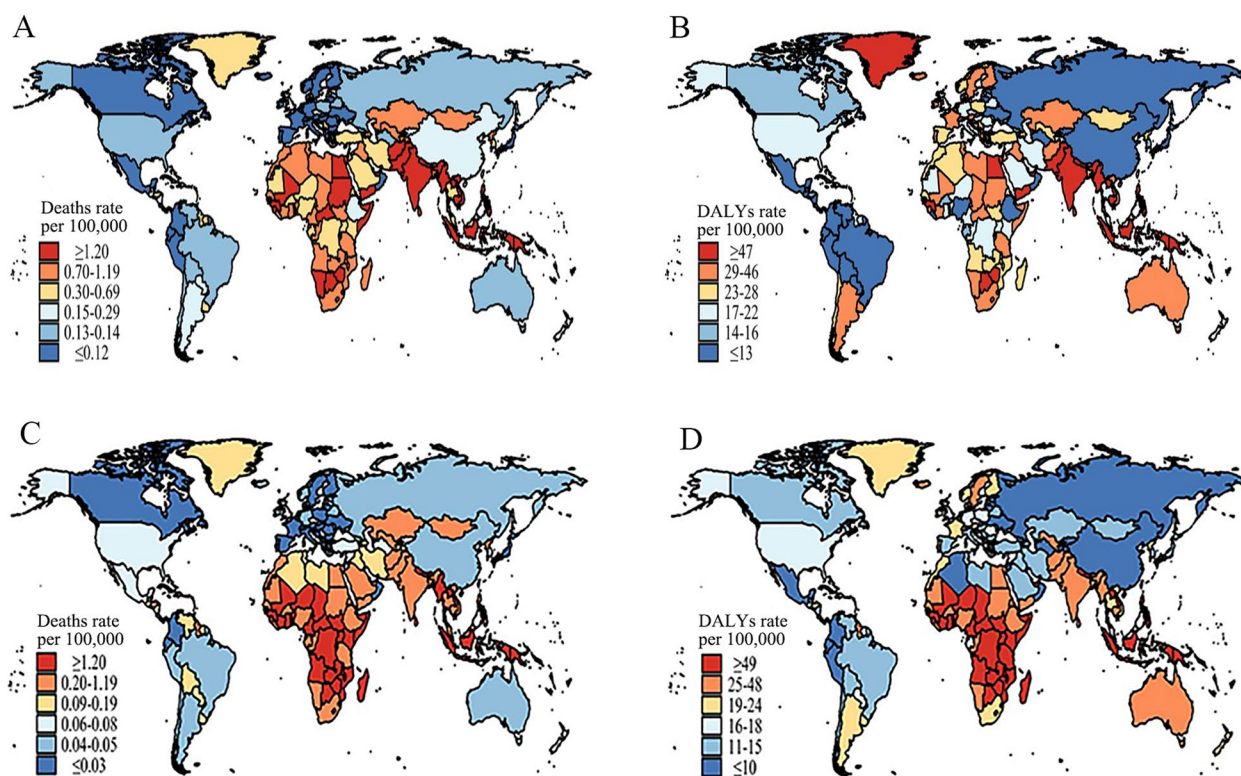 A
Deaths rate
per 100,000
≥1.20
0.70-1.19
0.30-0.69
0.15-0.29
0.13-0.14
≤0.12
B
DALYs rate
per 100,000
≥47
29-46
23-28
17-22
14-16
≤13
C
Deaths rate
per 100,000
≥1.20
0.20-1.19
0.09-0.19
0.06-0.08
0.04-0.05
≤0.03
D
DALYs rate
per 100,000
≥49
25-48
19-24
16-18
11-15
≤10